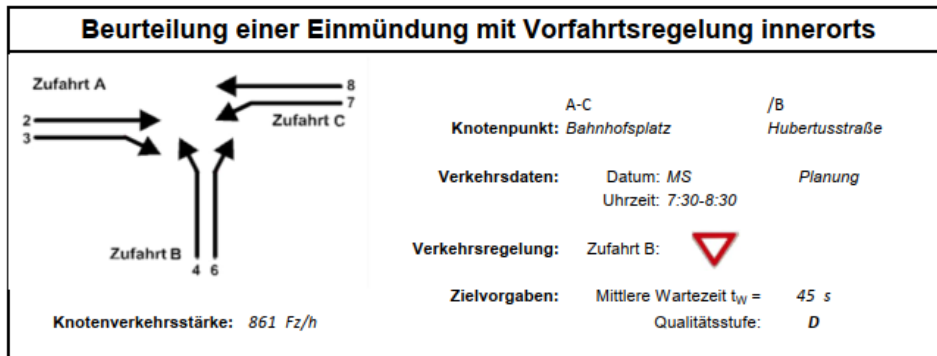 Beurteilung einer Einmündung mit Vorfahrtsregelung innerorts
Zufahrt A
8
7
2
3
Zufahrt C
Zufahrt B
4 6
Knotenverkehrsstärke: 861 Fz/h
A-C /B
Knotenpunkt: Bahnhofsplatz Hubertusstraße
Verkehrsdaten: Datum: MS Planung
Uhrzeit: 7:30-8:30
Verkehrsregelung: Zufahrt B:
Zielvorgaben: Mittlere Wartezeit tW = 45 s
Qualitätsstufe: D